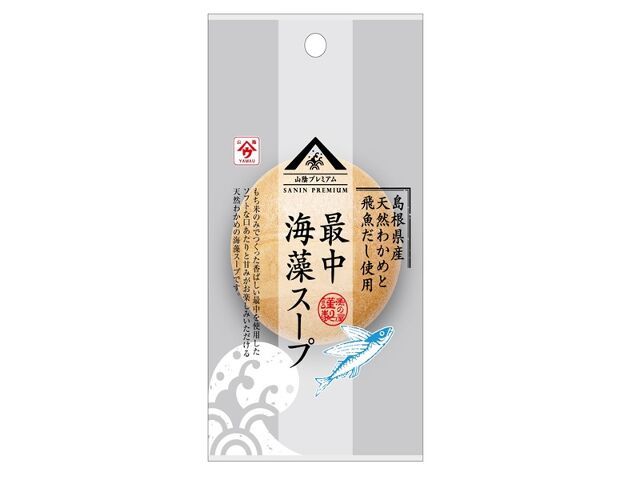 山陰プレミアム
SANIN PREMIUM
島根県産
天然わかめと
飛魚だし使用
最中
海藻スープ
謹製
もち米のみでつくった香ばしい最中を使用した
ソフトな口あたりと甘みがお楽しみいただける
天然わかめの海藻スープです。
山陰
YAMAU